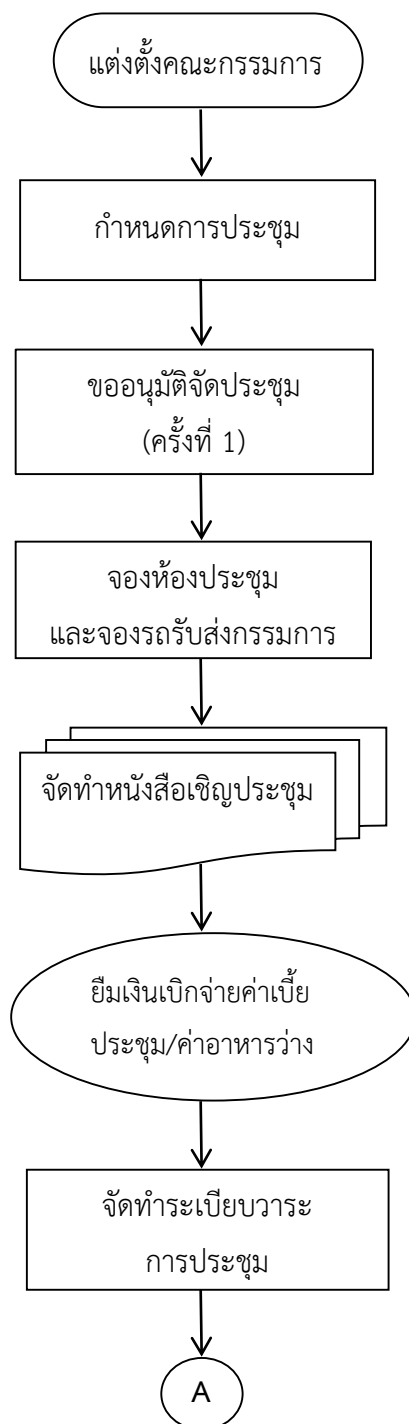 แต่งตั้งคณะกรรมการ
กำหนดการประชุม
ขออนุมัติจัดประชุม
(ครั้งที่ 1)
จองห้องประชุม
และจองรถรับส่งกรรมการ
จัดทำหนังสือเชิญประชุม
ยืมเงินเบิกจ่ายค่าเบี้ย
ประชุม/ค่าอาหารว่าง
จัดทำระเบียบวาระ
การประชุม
A